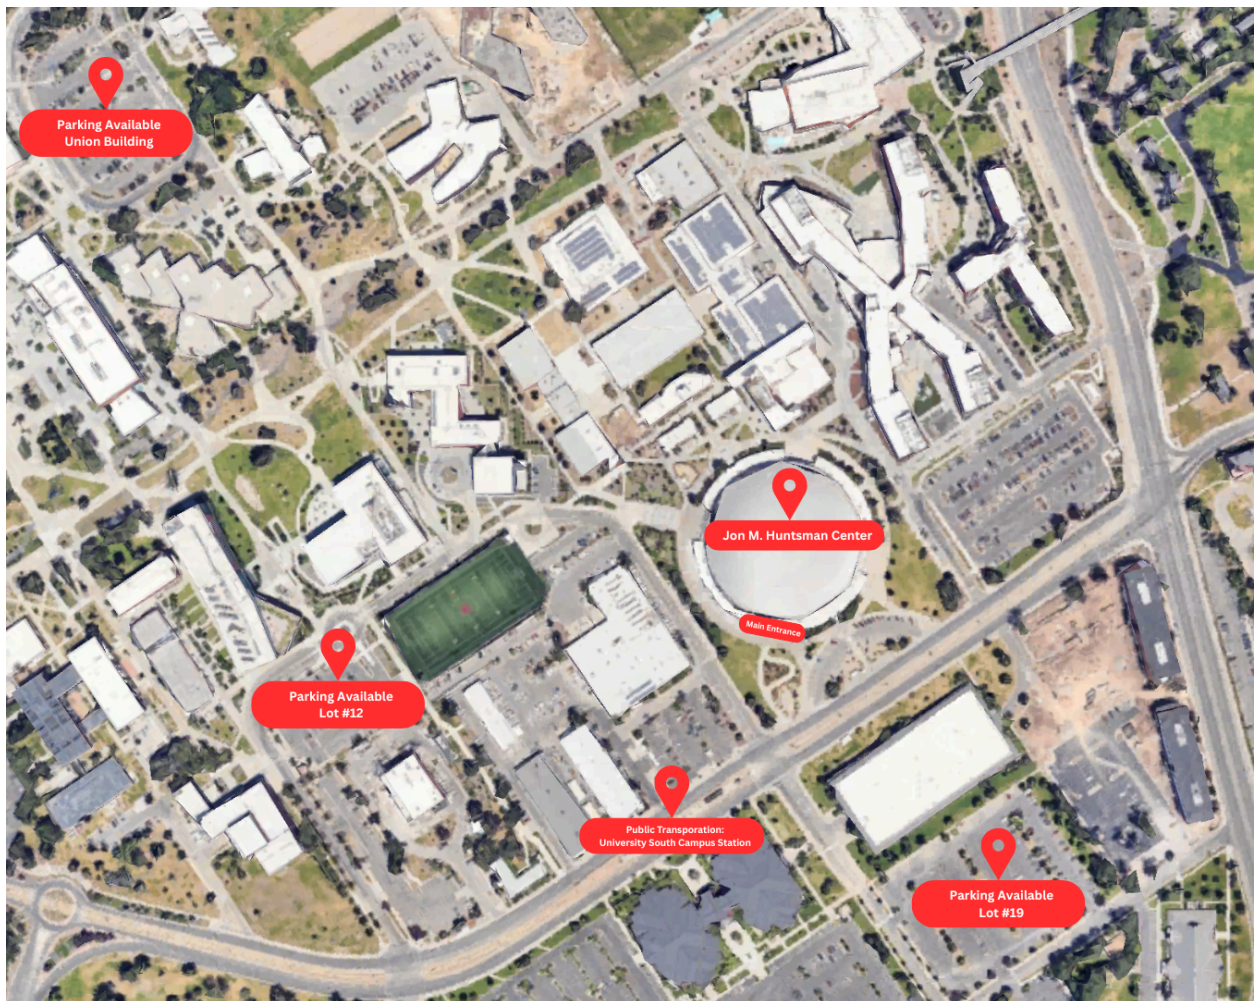 Parking Available
Union Building
Jon M. Huntsman Center
Main Entrance
Parking Available
Lot #12
Public Transporation:
University South Campus Station
Parking Available
Lot #19